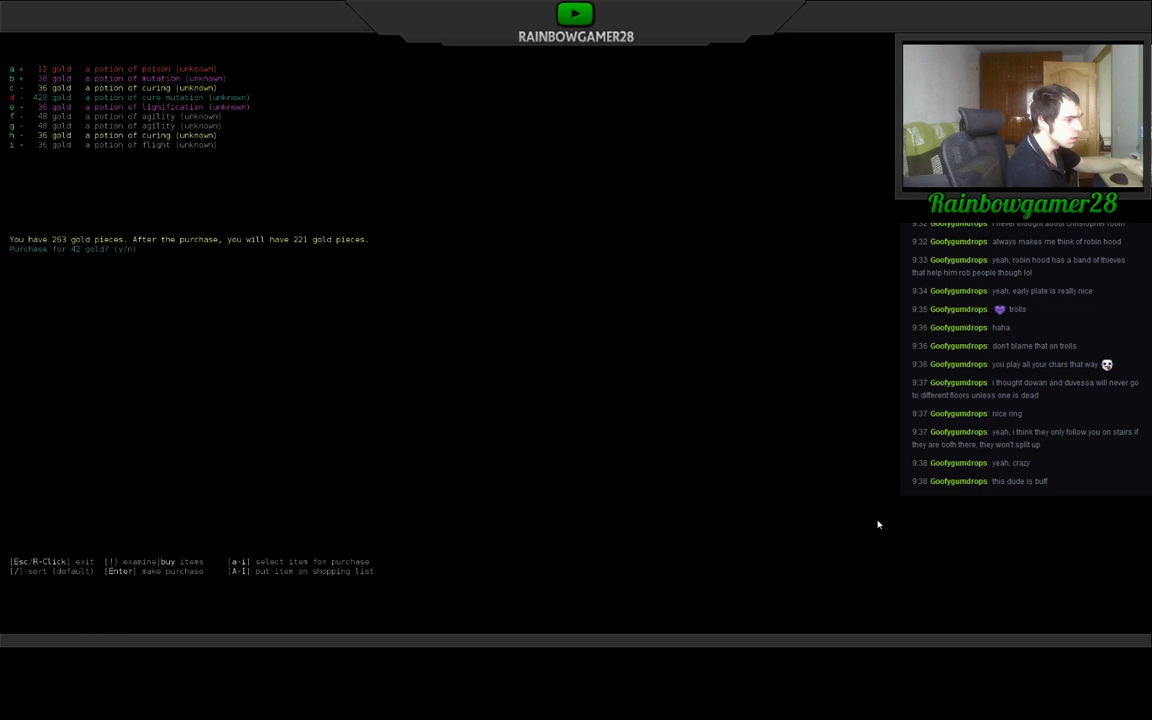 RAINBOWGAMER28
a + 12 gold a potion of poison (unknown)
b + 30 gold a potion of mutation (unknown)
c - 36 gold a potion of curing (unknown)
d - 420 gold a potion of cure mutation (unknown)
e - 36 gold a potion of lignification (unknown)
f - 48 gold a potion of agility (unknown)
g - 48 gold a potion of agility (unknown)
h - 36 gold a potion of curing (unknown)
i - 36 gold a potion of flight (unknown)
You have 263 gold pieces. After the purchase, you will have 221 gold pieces.
Purchase for 42 gold? (y/n)
[Esc/R-Click] exit [!] examine|buy items [a-i] select item for purchase
[/] sort (default) [Enter] make purchase [A-I] put item on shopping list
Rainbowgamer28
9:32 Goofygumdrops: always makes me think of robin hood
9:33 Goofygumdrops: yeah, robin hood has a band of thieves
that help him rob people though lol
9:34 Goofygumdrops: yeah, early plate is really nice
9:35 Goofygumdrops: trolls
9:36 Goofygumdrops: haha
9:36 Goofygumdrops: don't blame that on trolls
9:36 Goofygumdrops: you play all your chars that way
9:37 Goofygumdrops: i thought dowan and duvessa will never go
to different floors unless one is dead
9:37 Goofygumdrops: nice ring
9:37 Goofygumdrops: yeah, i think they only follow you on stairs if
they are both there, they won't split up
9:38 Goofygumdrops: yeah, crazy
9:38 Goofygumdrops: this dude is buff